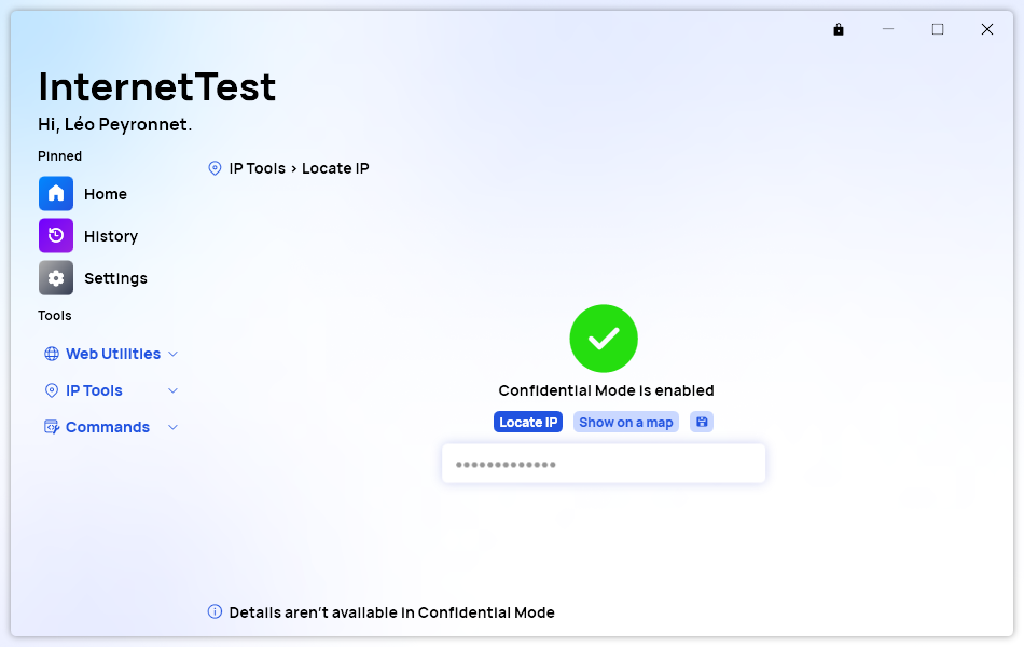 InternetTest
Hi, Léo Peyronnet.
Pinned
IP Tools > Locate IP
Home
History
Settings
Tools
Web Utilities
IP Tools
Commands
Confidential Mode is enabled
Locate IP
Show on a map
•••••••••••••
Details aren't available in Confidential Mode